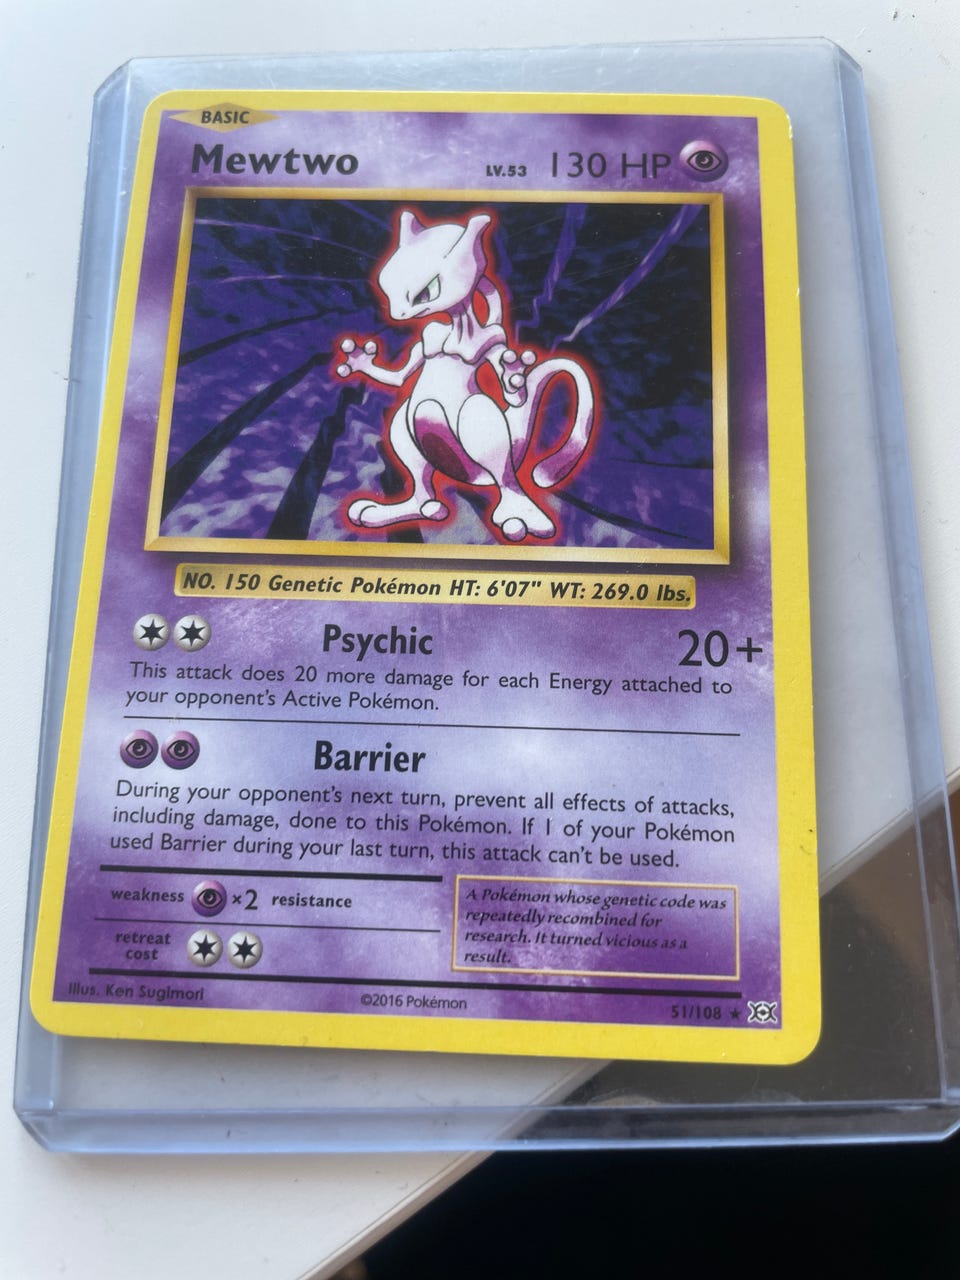 BASIC
Mewtwo LV.53 130 HP
NO. 150 Genetic Pokémon HT: 6'07" WT: 269.0 lbs.
Psychic 20+
This attack does 20 more damage for each Energy attached to
your opponent's Active Pokémon.
Barrier
During your opponent's next turn, prevent all effects of attacks,
including damage, done to this Pokémon. If 1 of your Pokémon
used Barrier during your last turn, this attack can't be used.
weakness ×2 resistance
retreat
cost
A Pokémon whose genetic code was
repeatedly recombined for
research. It turned vicious as a
result.
Illus. Ken Sugimori
©2016 Pokémon
51/108 ★